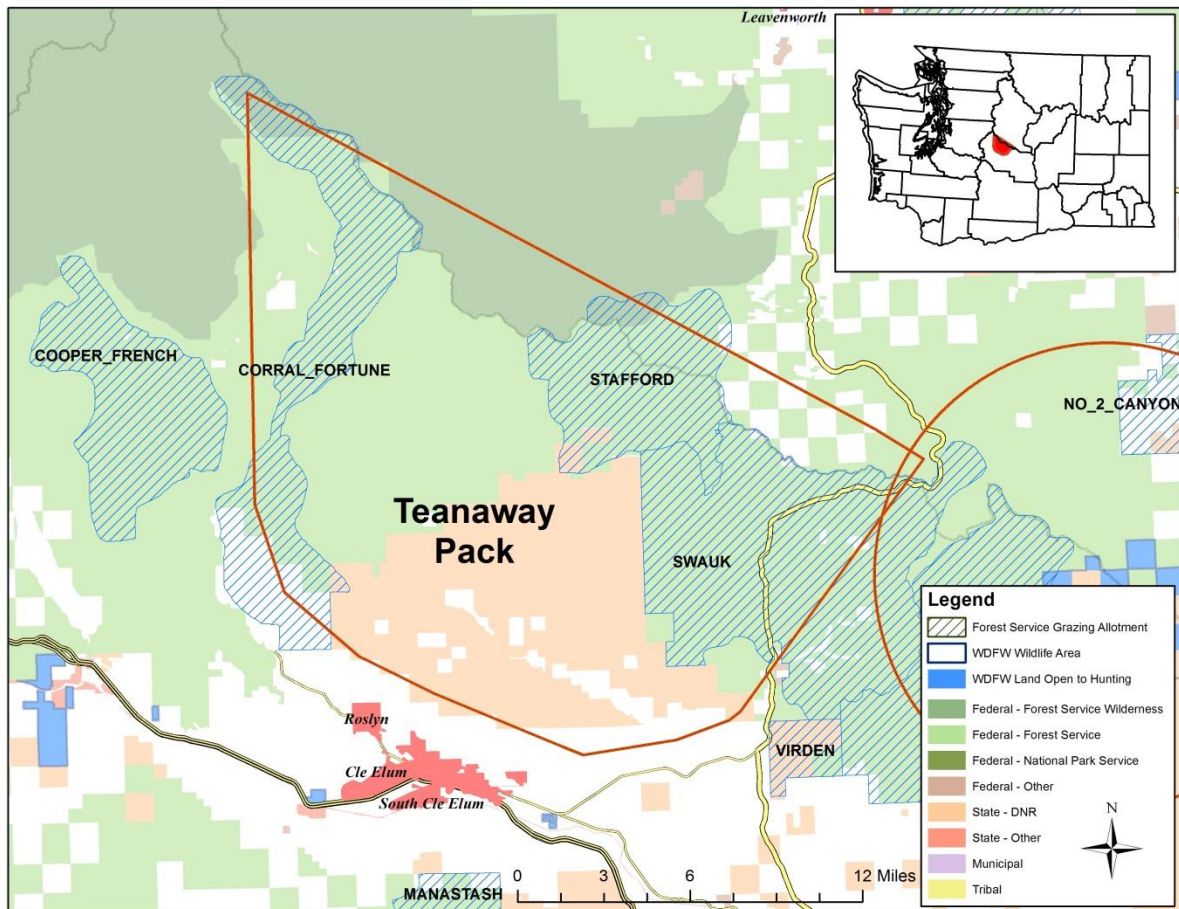 Leavenworth
COOPER_FRENCH
CORRAL_FORTUNE
STAFFORD
NO_2_CANYON
Teanaway
Pack
SWAUK
VIRDEN
Roslyn
Cle Elum
South Cle Elum
MANASTASH
0 3 6 12 Miles
Legend
Forest Service Grazing Allotment
WDFW Wildlife Area
WDFW Land Open to Hunting
Federal - Forest Service Wilderness
Federal - Forest Service
Federal - National Park Service
Federal - Other
State - DNR
State - Other
Municipal
Tribal
N